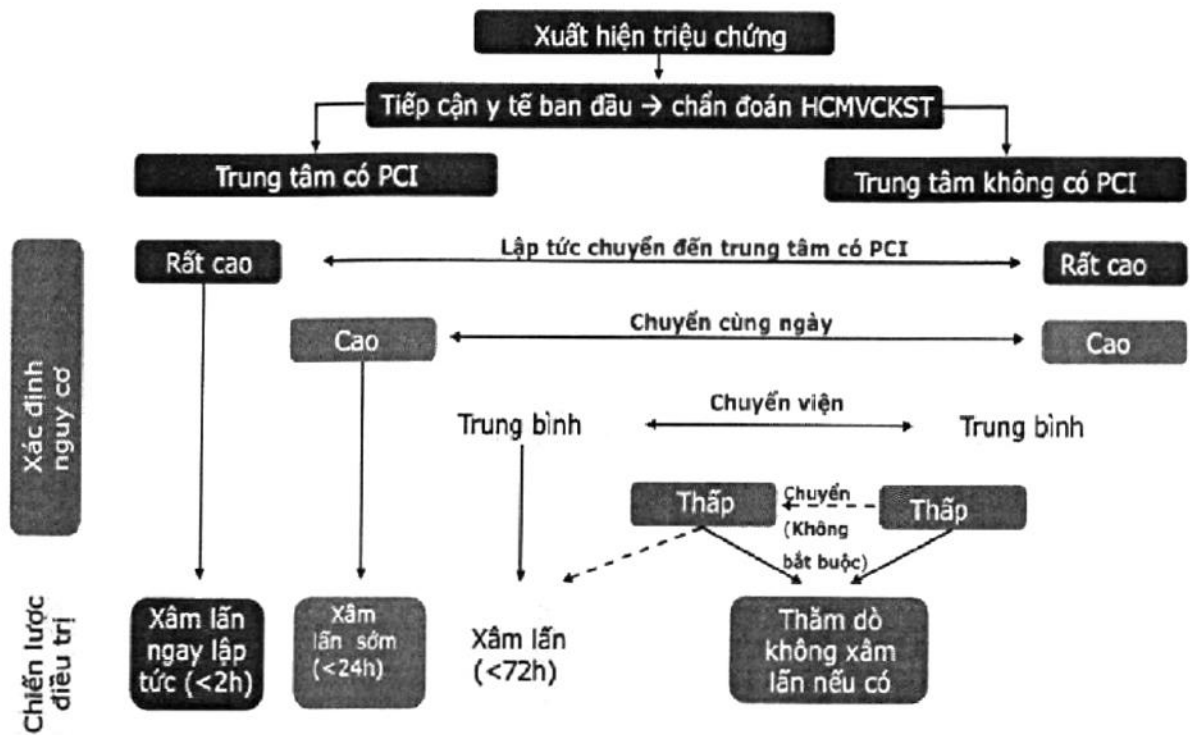 Xuất hiện triệu chứng
Tiếp cận y tế ban đầu → chẩn đoán HCMVCKST
Trung tâm có PCI
Trung tâm không có PCI
Xác định
nguy cơ
Rất cao
Lập tức chuyển đến trung tâm có PCI
Rất cao
Cao
Chuyển cùng ngày
Cao
Trung bình
Chuyển viện
Trung bình
Thấp
Chuyển
(Không
bắt buộc)
Thấp
Chiến lược
điều trị
Xâm lấn
ngay lập
tức (<2h)
Xâm
lấn sớm
(<24h)
Xâm lấn
(<72h)
Thăm dò
không xâm
lấn nếu có